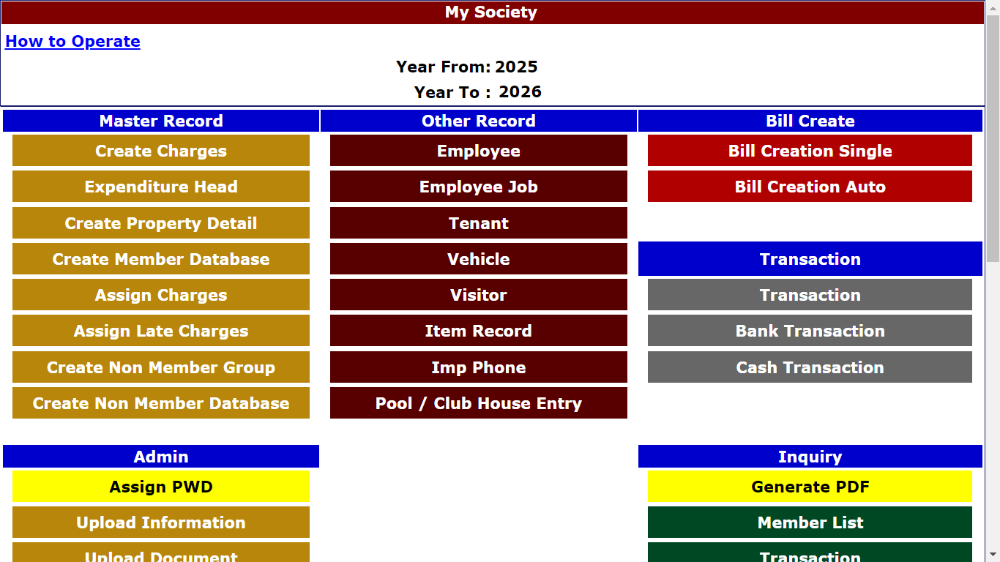 My Society
How to Operate
Year From: 2025
Year To : 2026
Master Record
Create Charges
Expenditure Head
Create Property Detail
Create Member Database
Assign Charges
Assign Late Charges
Create Non Member Group
Create Non Member Database
Other Record
Employee
Employee Job
Tenant
Vehicle
Visitor
Item Record
Imp Phone
Pool / Club House Entry
Bill Create
Bill Creation Single
Bill Creation Auto
Transaction
Transaction
Bank Transaction
Cash Transaction
Admin
Assign PWD
Upload Information
Upload Document
Inquiry
Generate PDF
Member List
Transaction